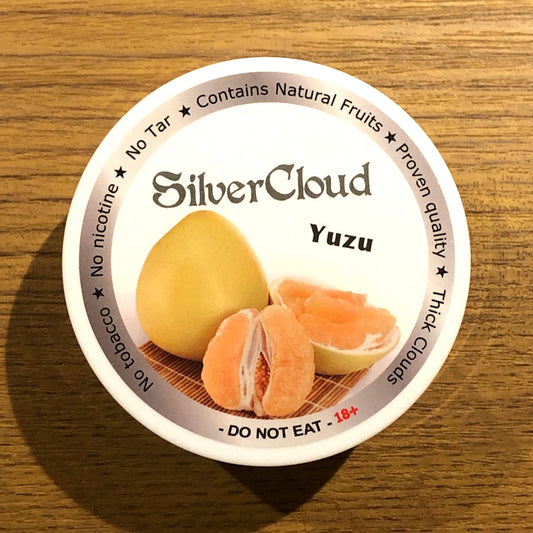 No tobacco ★ No nicotine ★ No Tar ★ Contains Natural Fruits ★ Proven quality ★ Thick Clouds
SilverCloud
Yuzu
- DO NOT EAT - 18+